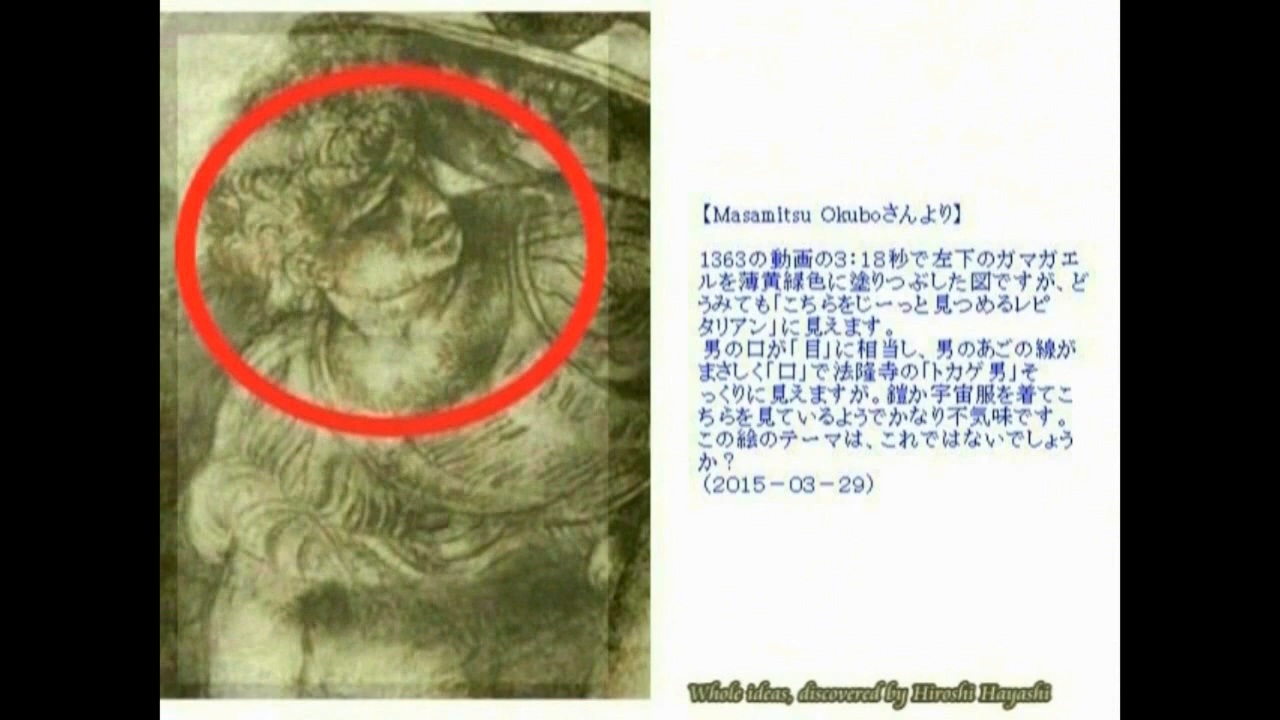 【Masamitsu Okuboさんより】
1363の動画の3：18秒で左下のガマガエ
ルを薄黄緑色に塗りつぶした図ですが、ど
うみても「こちらをじーっと見つめるレピ
タリアン」に見えます。
男の口が「目」に相当し、男のあごの線が
まさしく「口」で法隆寺の「トカゲ男」そ
っくりに見えますが。鎧か宇宙服を着てこ
ちらを見ているようでかなり不気味です。
この絵のテーマは、これではないでしょう
か？
（2015－03－29）
Whole ideas, discovered by Hiroshi Hayashi